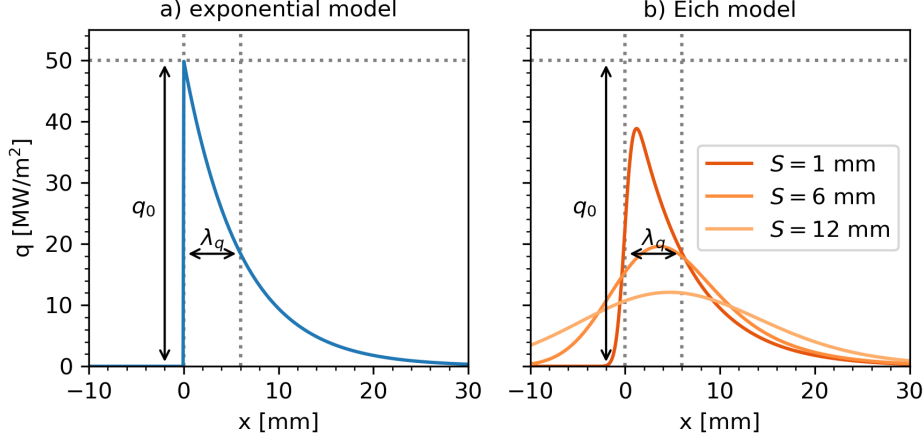 a) exponential model
50
40
30
20
10
0
q [MW/m²]
q₀
λq
−10
0
10
20
30
x [mm]
b) Eich model
q₀
λq
S = 1 mm
S = 6 mm
S = 12 mm
−10
0
10
20
30
x [mm]